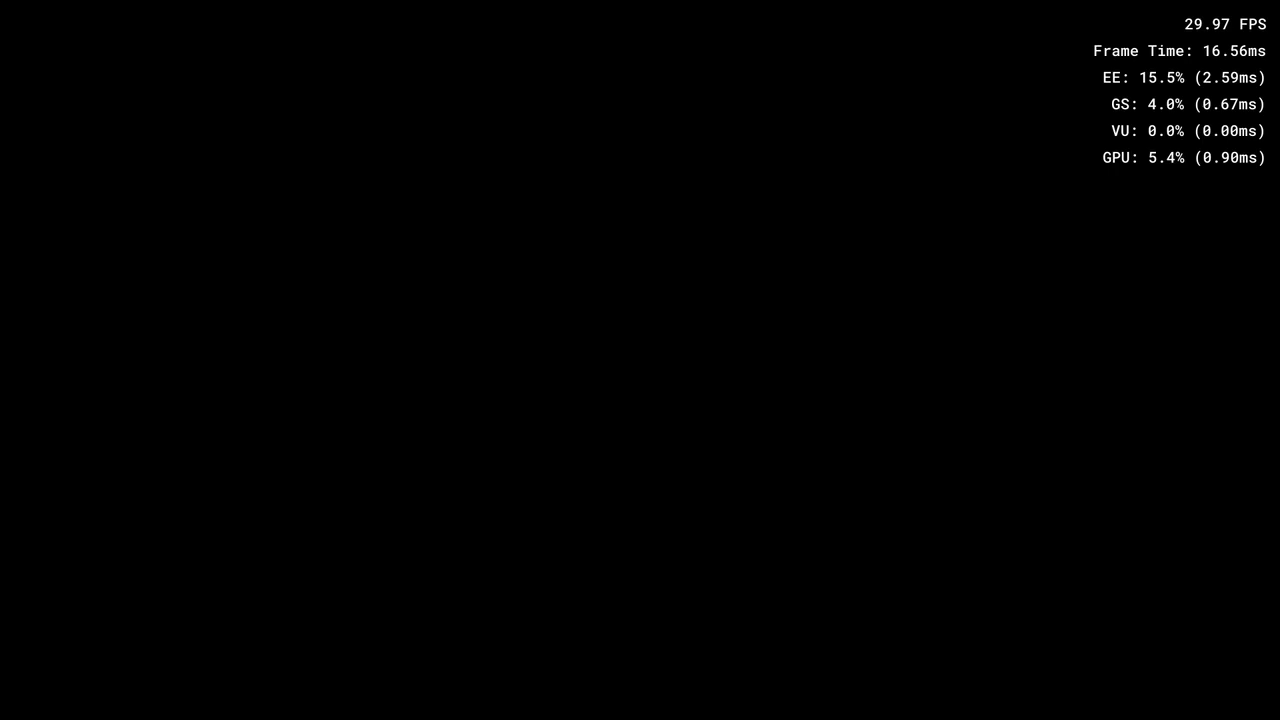 29.97 FPS
Frame Time: 16.56ms
EE: 15.5% (2.59ms)
GS: 4.0% (0.67ms)
VU: 0.0% (0.00ms)
GPU: 5.4% (0.90ms)